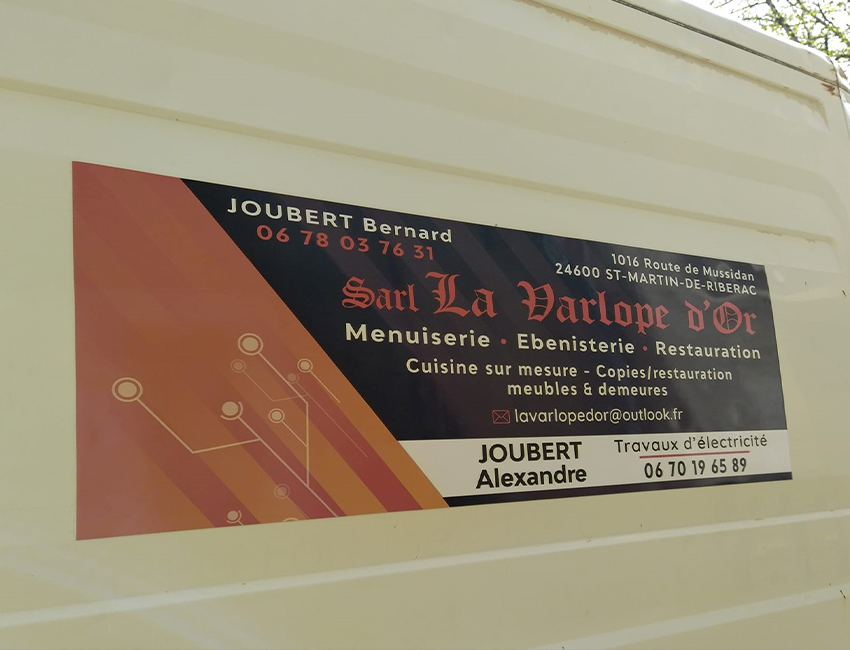 JOUBERT Bernard
06 78 03 76 31
1016 Route de Mussidan
24600 ST-MARTIN-DE-RIBERAC
Sarl La Varlope d'Or
Menuiserie • Ebenisterie • Restauration
Cuisine sur mesure - Copies/restauration
meubles & demeures
lavarlopedor@outlook.fr
JOUBERT
Alexandre
Travaux d'électricité
06 70 19 65 89